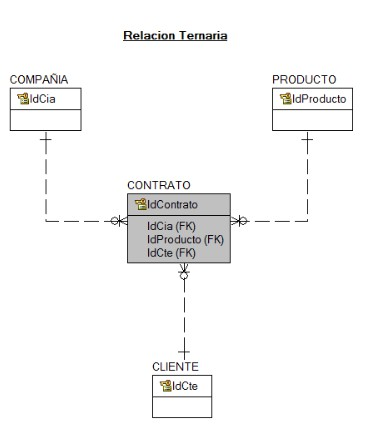 Relacion Ternaria
COMPAÑIA
IdCia
PRODUCTO
IdProducto
CONTRATO
IdContrato
IdCia (FK)
IdProducto (FK)
IdCte (FK)
CLIENTE
IdCte